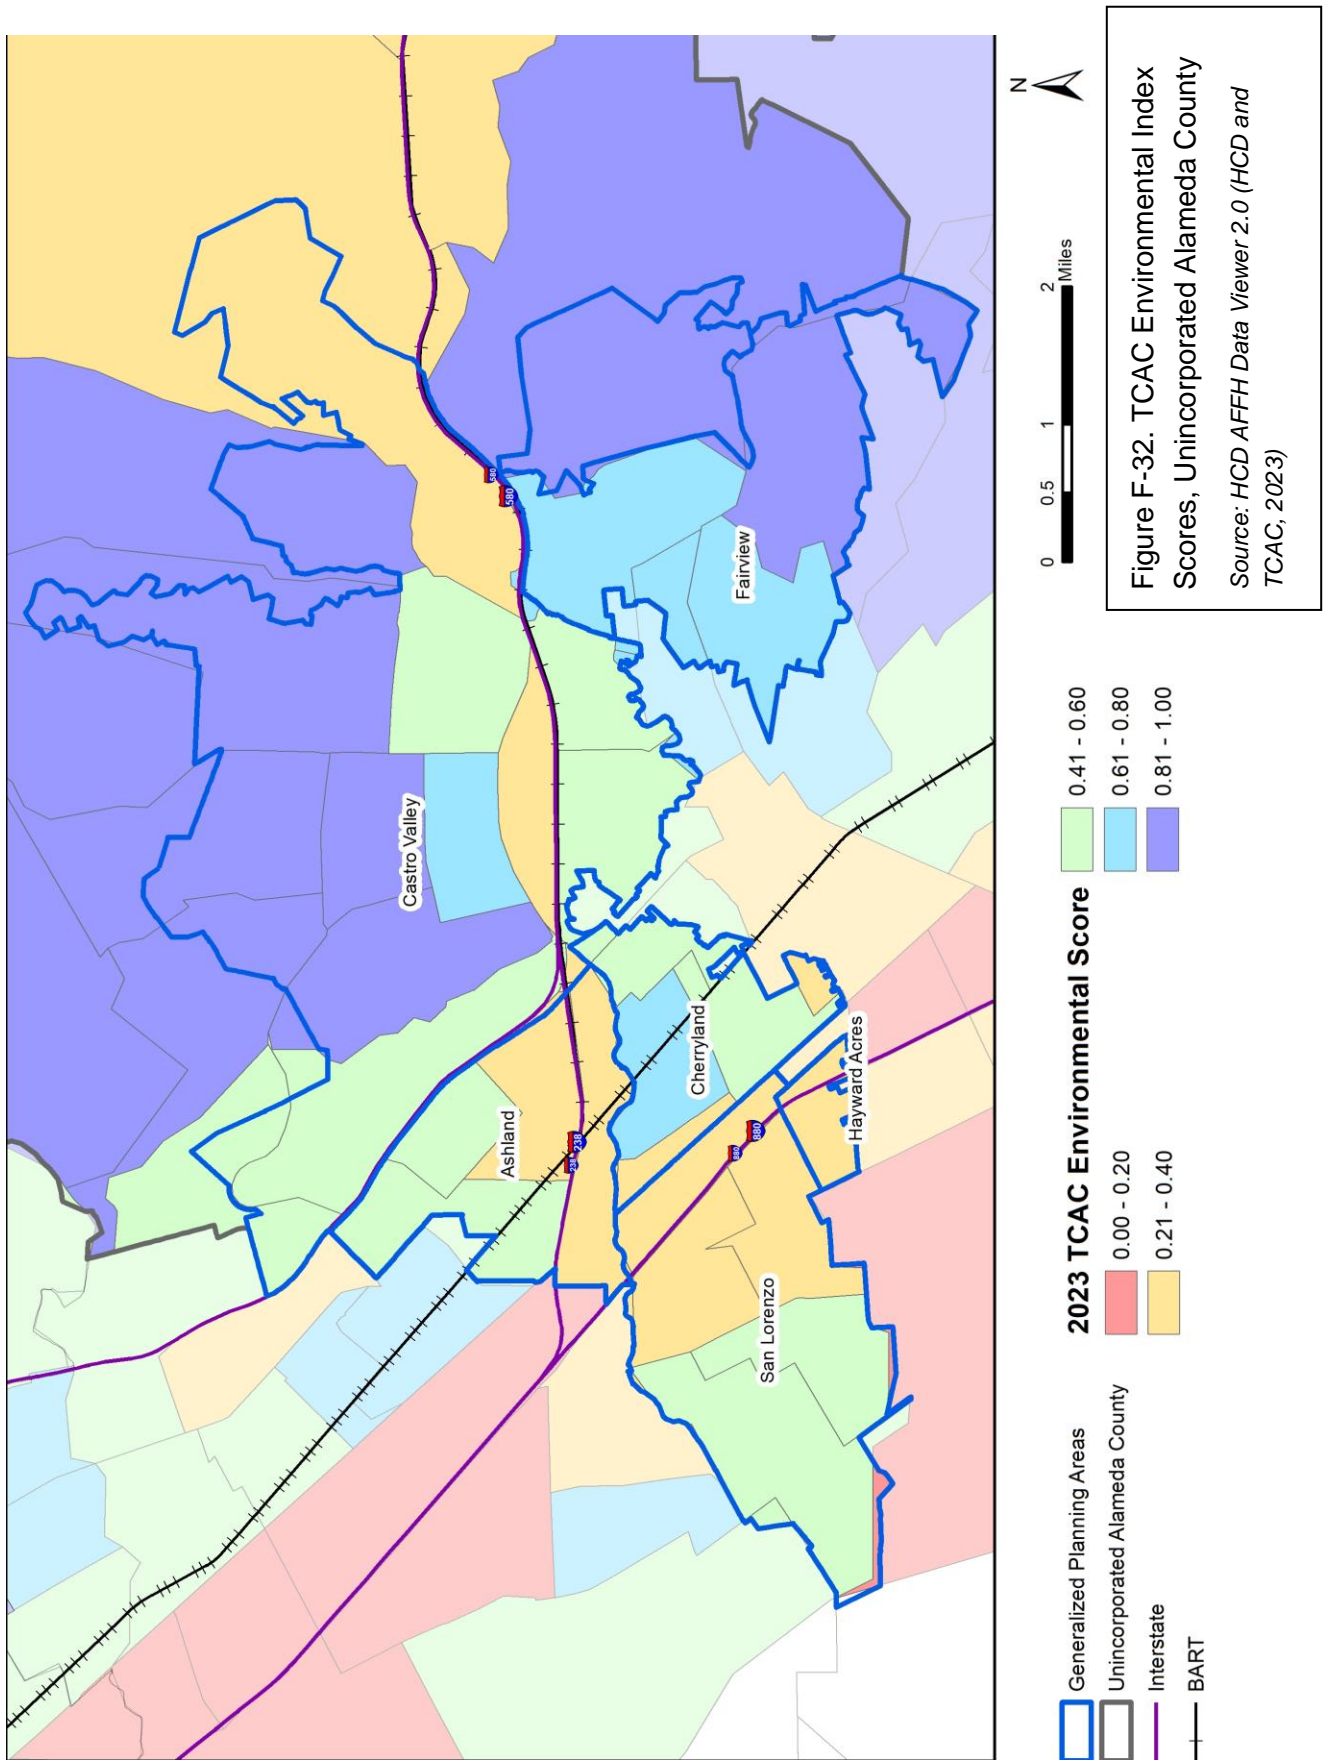 Castro Valley
Ashland
Cherryland
Fairview
Hayward Acres
San Lorenzo
580
580
238
238
880
880
N
Generalized Planning Areas
Unincorporated Alameda County
Interstate
BART
2023 TCAC Environmental Score
0.00 - 0.20
0.21 - 0.40
0.41 - 0.60
0.61 - 0.80
0.81 - 1.00
0 0.5 1 2
Miles
Figure F-32. TCAC Environmental Index
Scores, Unincorporated Alameda County
Source: HCD AFFH Data Viewer 2.0 (HCD and
TCAC, 2023)